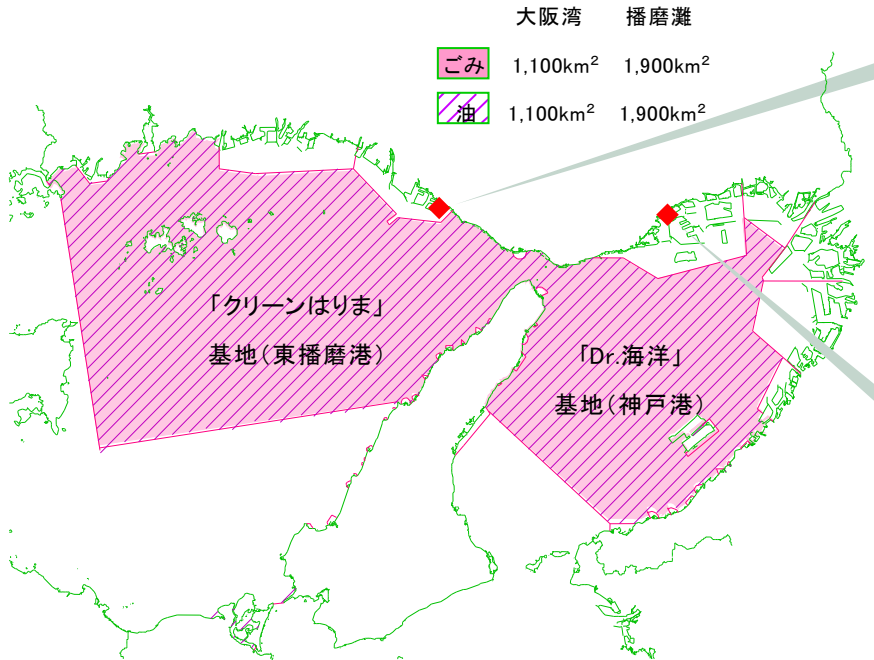 大阪湾 播磨灘
ごみ 1,100km² 1,900km²
油 1,100km² 1,900km²
「クリーンはりま」
基地(東播磨港)
「Dr.海洋」
基地(神戸港)